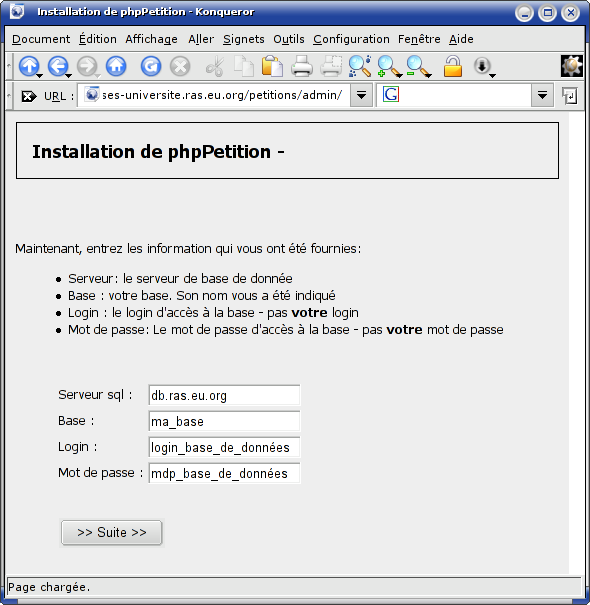 Installation de phpPetition - Konqueror
Document Édition Affichage Aller Signets Outils Configuration Fenêtre Aide
URL : ses-universite.ras.eu.org/petitions/admin/ G
Installation de phpPetition -
Maintenant, entrez les information qui vous ont été fournies:
Serveur: le serveur de base de donnée
Base : votre base. Son nom vous a été indiqué
Login : le login d'accès à la base - pas votre login
Mot de passe: Le mot de passe d'accès à la base - pas votre mot de passe
Serveur sql : db.ras.eu.org
Base : ma_base
Login : login_base_de_données
Mot de passe : mdp_base_de_données
>> Suite >>
Page chargée.